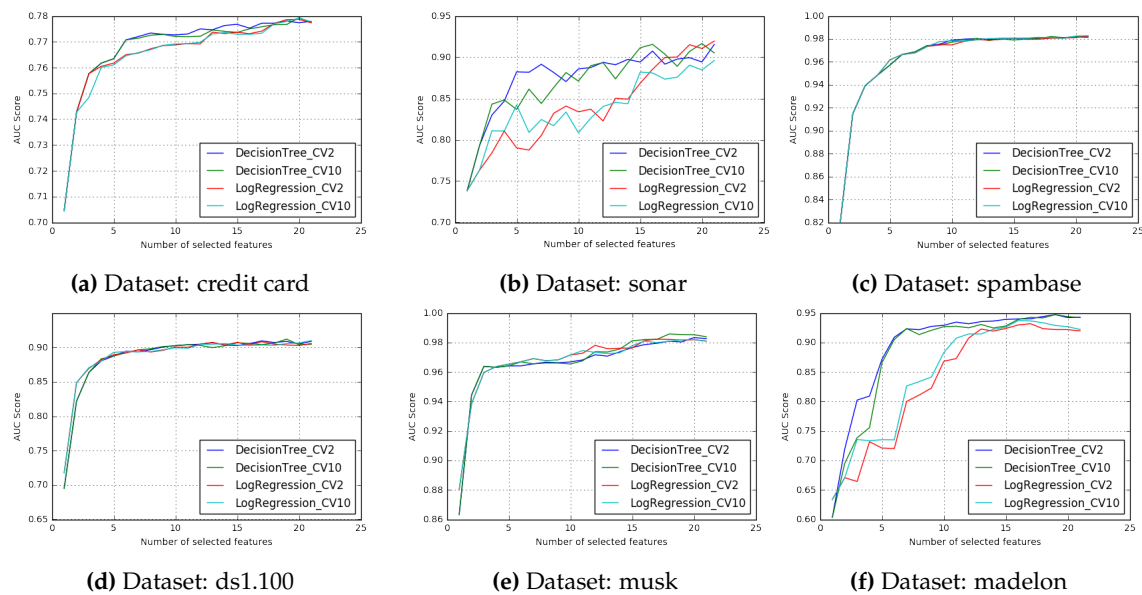 0.78
0.77
0.76
0.75
0.74
0.73
0.72
0.71
0.70
AUC Score
DecisionTree_CV2
DecisionTree_CV10
LogRegression_CV2
LogRegression_CV10
0 5 10 15 20 25
Number of selected features
(a) Dataset: credit card
0.95
0.90
0.85
0.80
0.75
0.70
AUC Score
DecisionTree_CV2
DecisionTree_CV10
LogRegression_CV2
LogRegression_CV10
0 5 10 15 20 25
Number of selected features
(b) Dataset: sonar
1.00
0.98
0.96
0.94
0.92
0.90
0.88
0.86
0.84
0.82
AUC Score
DecisionTree_CV2
DecisionTree_CV10
LogRegression_CV2
LogRegression_CV10
0 5 10 15 20 25
Number of selected features
(c) Dataset: spambase
0.90
0.85
0.80
0.75
0.70
0.65
AUC Score
DecisionTree_CV2
DecisionTree_CV10
LogRegression_CV2
LogRegression_CV10
0 5 10 15 20 25
Number of selected features
(d) Dataset: ds1.100
1.00
0.98
0.96
0.94
0.92
0.90
0.88
0.86
AUC Score
DecisionTree_CV2
DecisionTree_CV10
LogRegression_CV2
LogRegression_CV10
0 5 10 15 20 25
Number of selected features
(e) Dataset: musk
0.95
0.90
0.85
0.80
0.75
0.70
0.65
0.60
AUC Score
DecisionTree_CV2
DecisionTree_CV10
LogRegression_CV2
LogRegression_CV10
0 5 10 15 20 25
Number of selected features
(f) Dataset: madelon